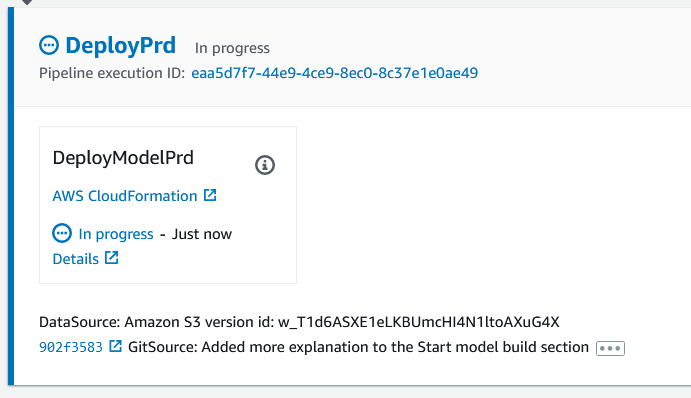 DeployPrd In progress
Pipeline execution ID: eaa5d7f7-44e9-4ce9-8ec0-8c37e1e0ae49
DeployModelPrd
AWS CloudFormation
In progress - Just now
Details
DataSource: Amazon S3 version id: w_T1d6ASXE1eLKBUmcHI4N1ltoAXuG4X
902f3583 GitSource: Added more explanation to the Start model build section